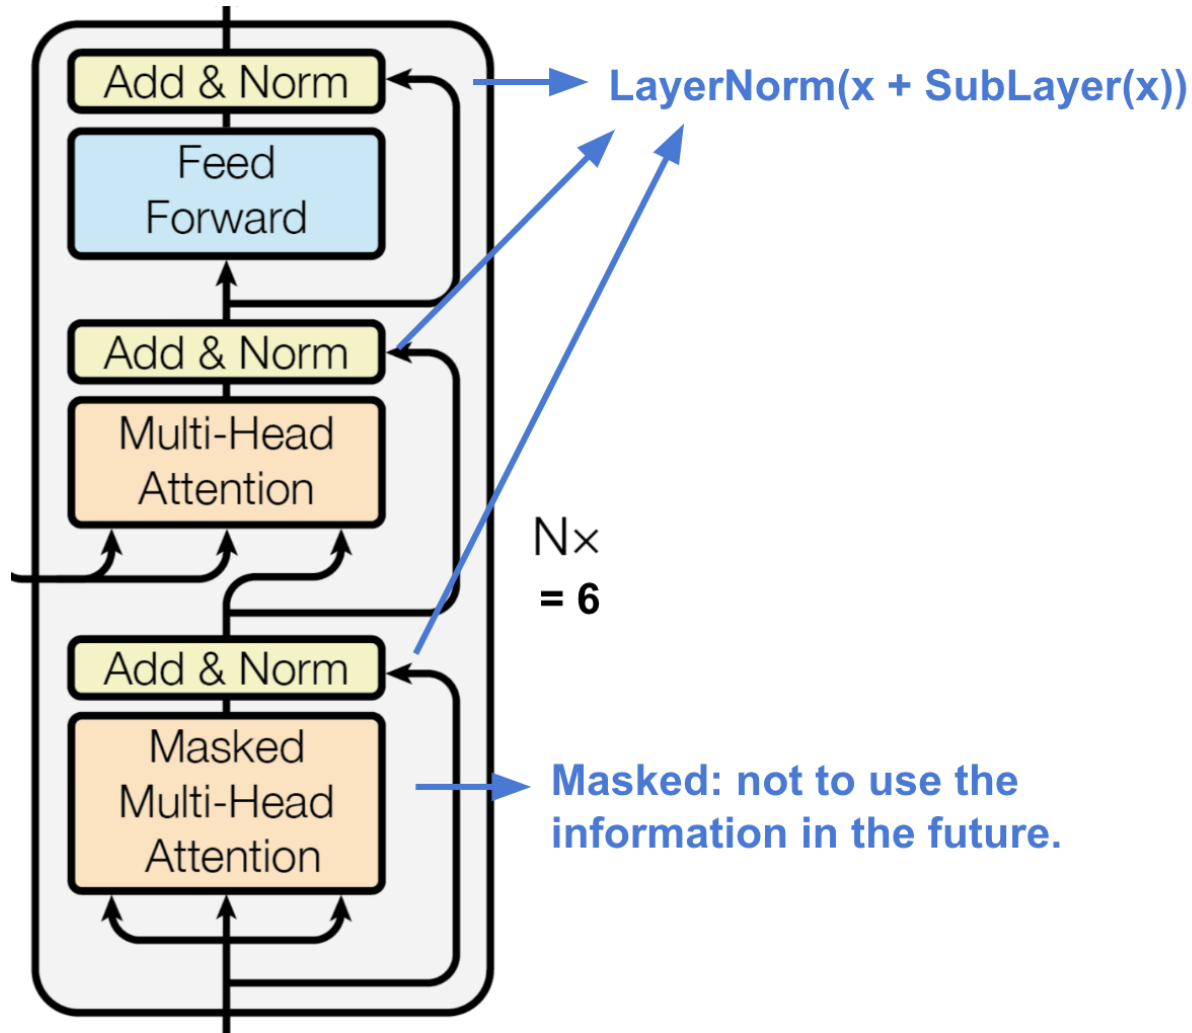 Add & Norm
LayerNorm(x + SubLayer(x))
Feed
Forward
Add & Norm
Multi-Head
Attention
N×
= 6
Add & Norm
Masked
Multi-Head
Attention
Masked: not to use the
information in the future.